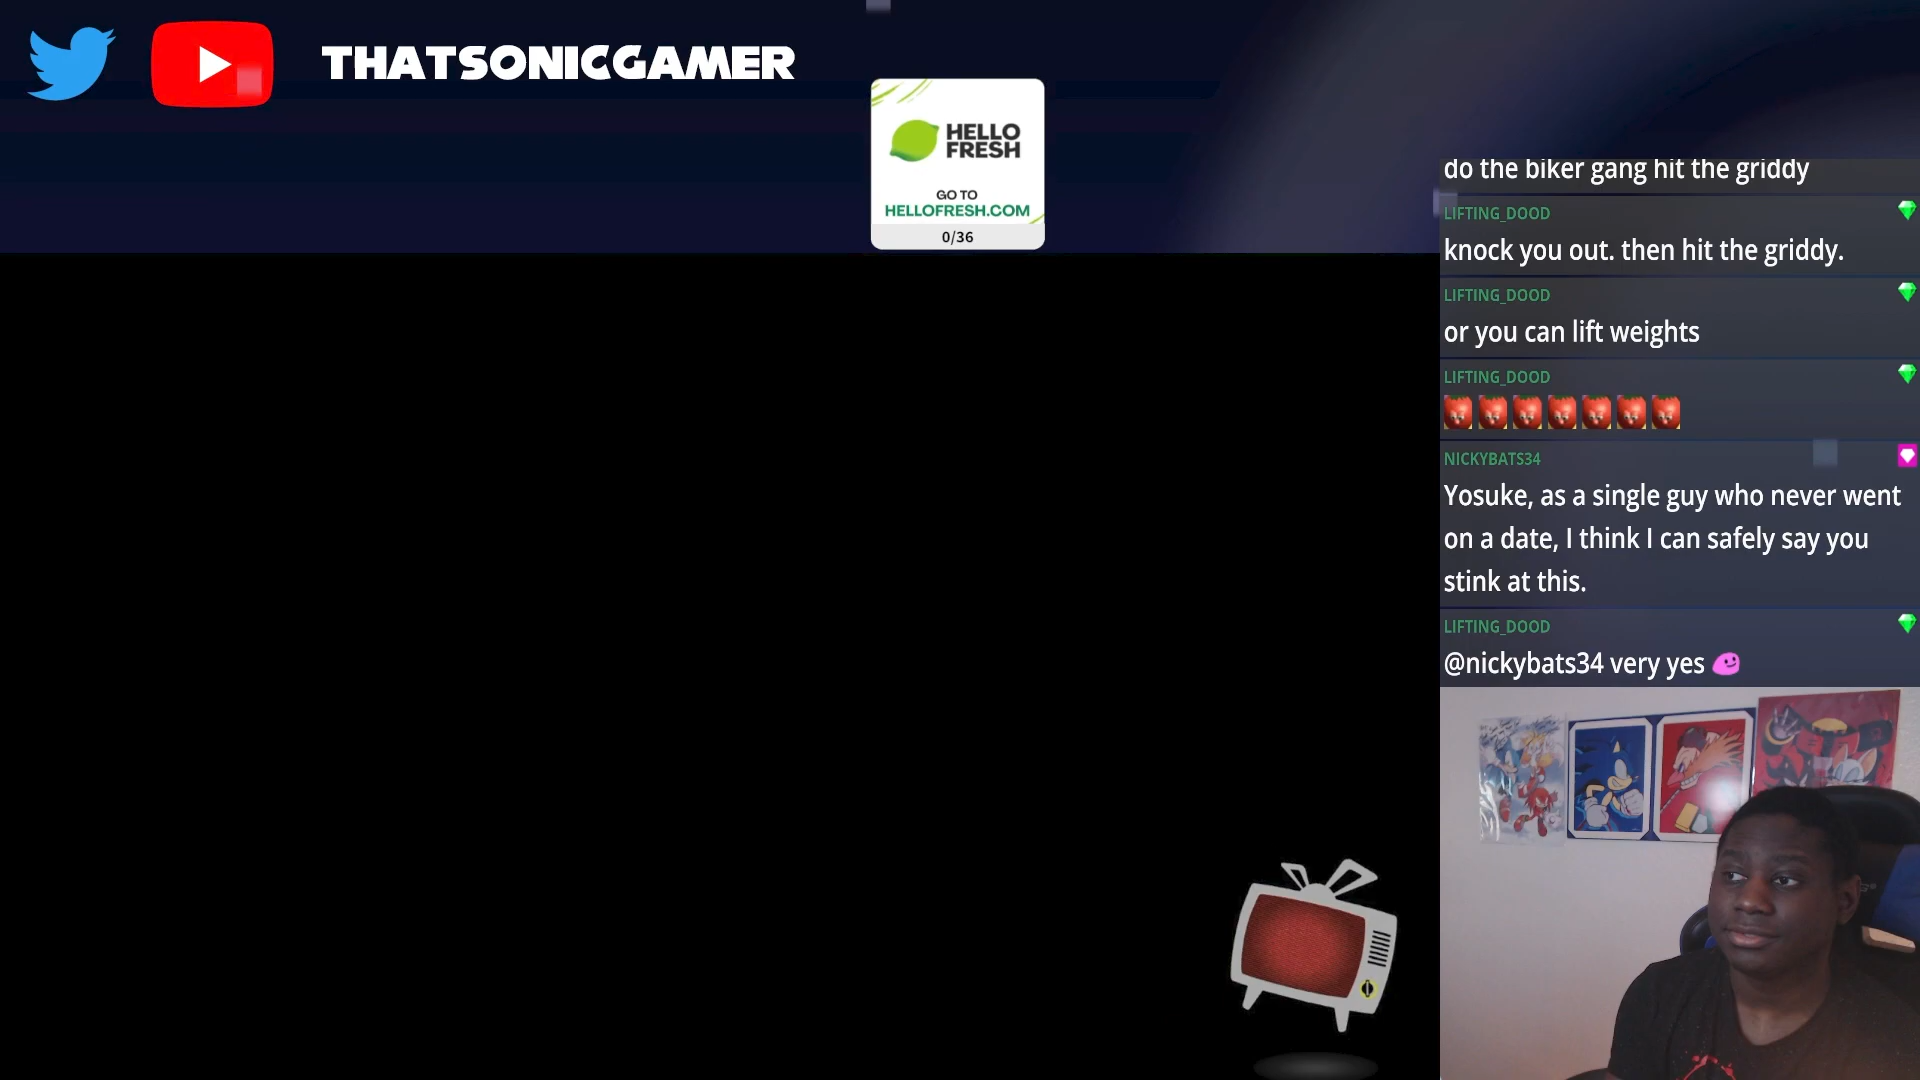 THATSONICGAMER
HELLO
FRESH
GO TO
HELLOFRESH.COM
0/36
do the biker gang hit the griddy
LIFTING_DOOD
knock you out. then hit the griddy.
LIFTING_DOOD
or you can lift weights
LIFTING_DOOD
NICKYBATS34
Yosuke, as a single guy who never went
on a date, I think I can safely say you
stink at this.
LIFTING_DOOD
@nickybats34 very yes